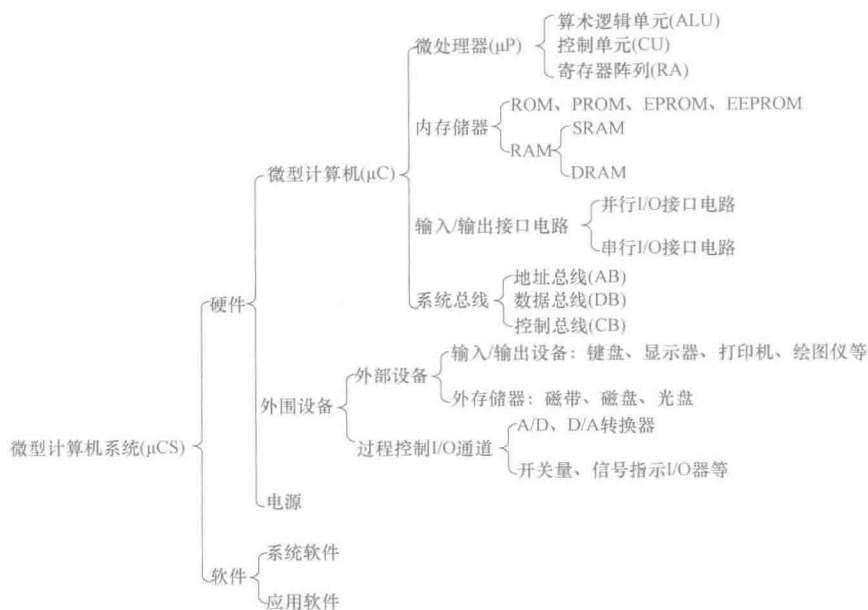 微型计算机系统(μCS)
硬件
微型计算机(μC)
微处理器(μP)
算术逻辑单元(ALU)
控制单元(CU)
寄存器阵列(RA)
内存储器
ROM、PROM、EPROM、EEPROM
RAM
SRAM
DRAM
输入/输出接口电路
并行I/O接口电路
串行I/O接口电路
系统总线
地址总线(AB)
数据总线(DB)
控制总线(CB)
外围设备
外部设备
输入/输出设备：键盘、显示器、打印机、绘图仪等
外存储器：磁带、磁盘、光盘
过程控制I/O通道
A/D、D/A转换器
开关量、信号指示I/O器等
电源
软件
系统软件
应用软件